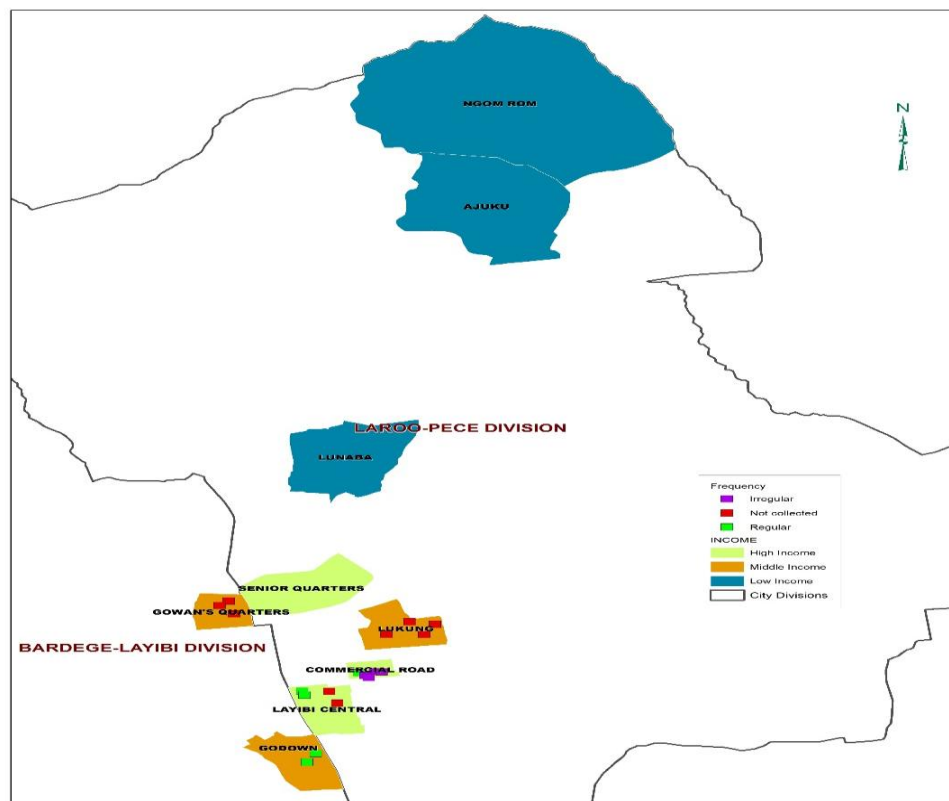 NGOM ROM
N
AJUKU
LAROO-PECE DIVISION
LUNABA
Frequency
Irregular
Not collected
Regular
INCOME
High Income
Middle Income
Low Income
City Divisions
SENIOR QUARTERS
GOWAN'S QUARTERS
LUKUNG
BARDEGE-LAYIBI DIVISION
COMMERCIAL ROAD
LAYIBI CENTRAL
GODOWN